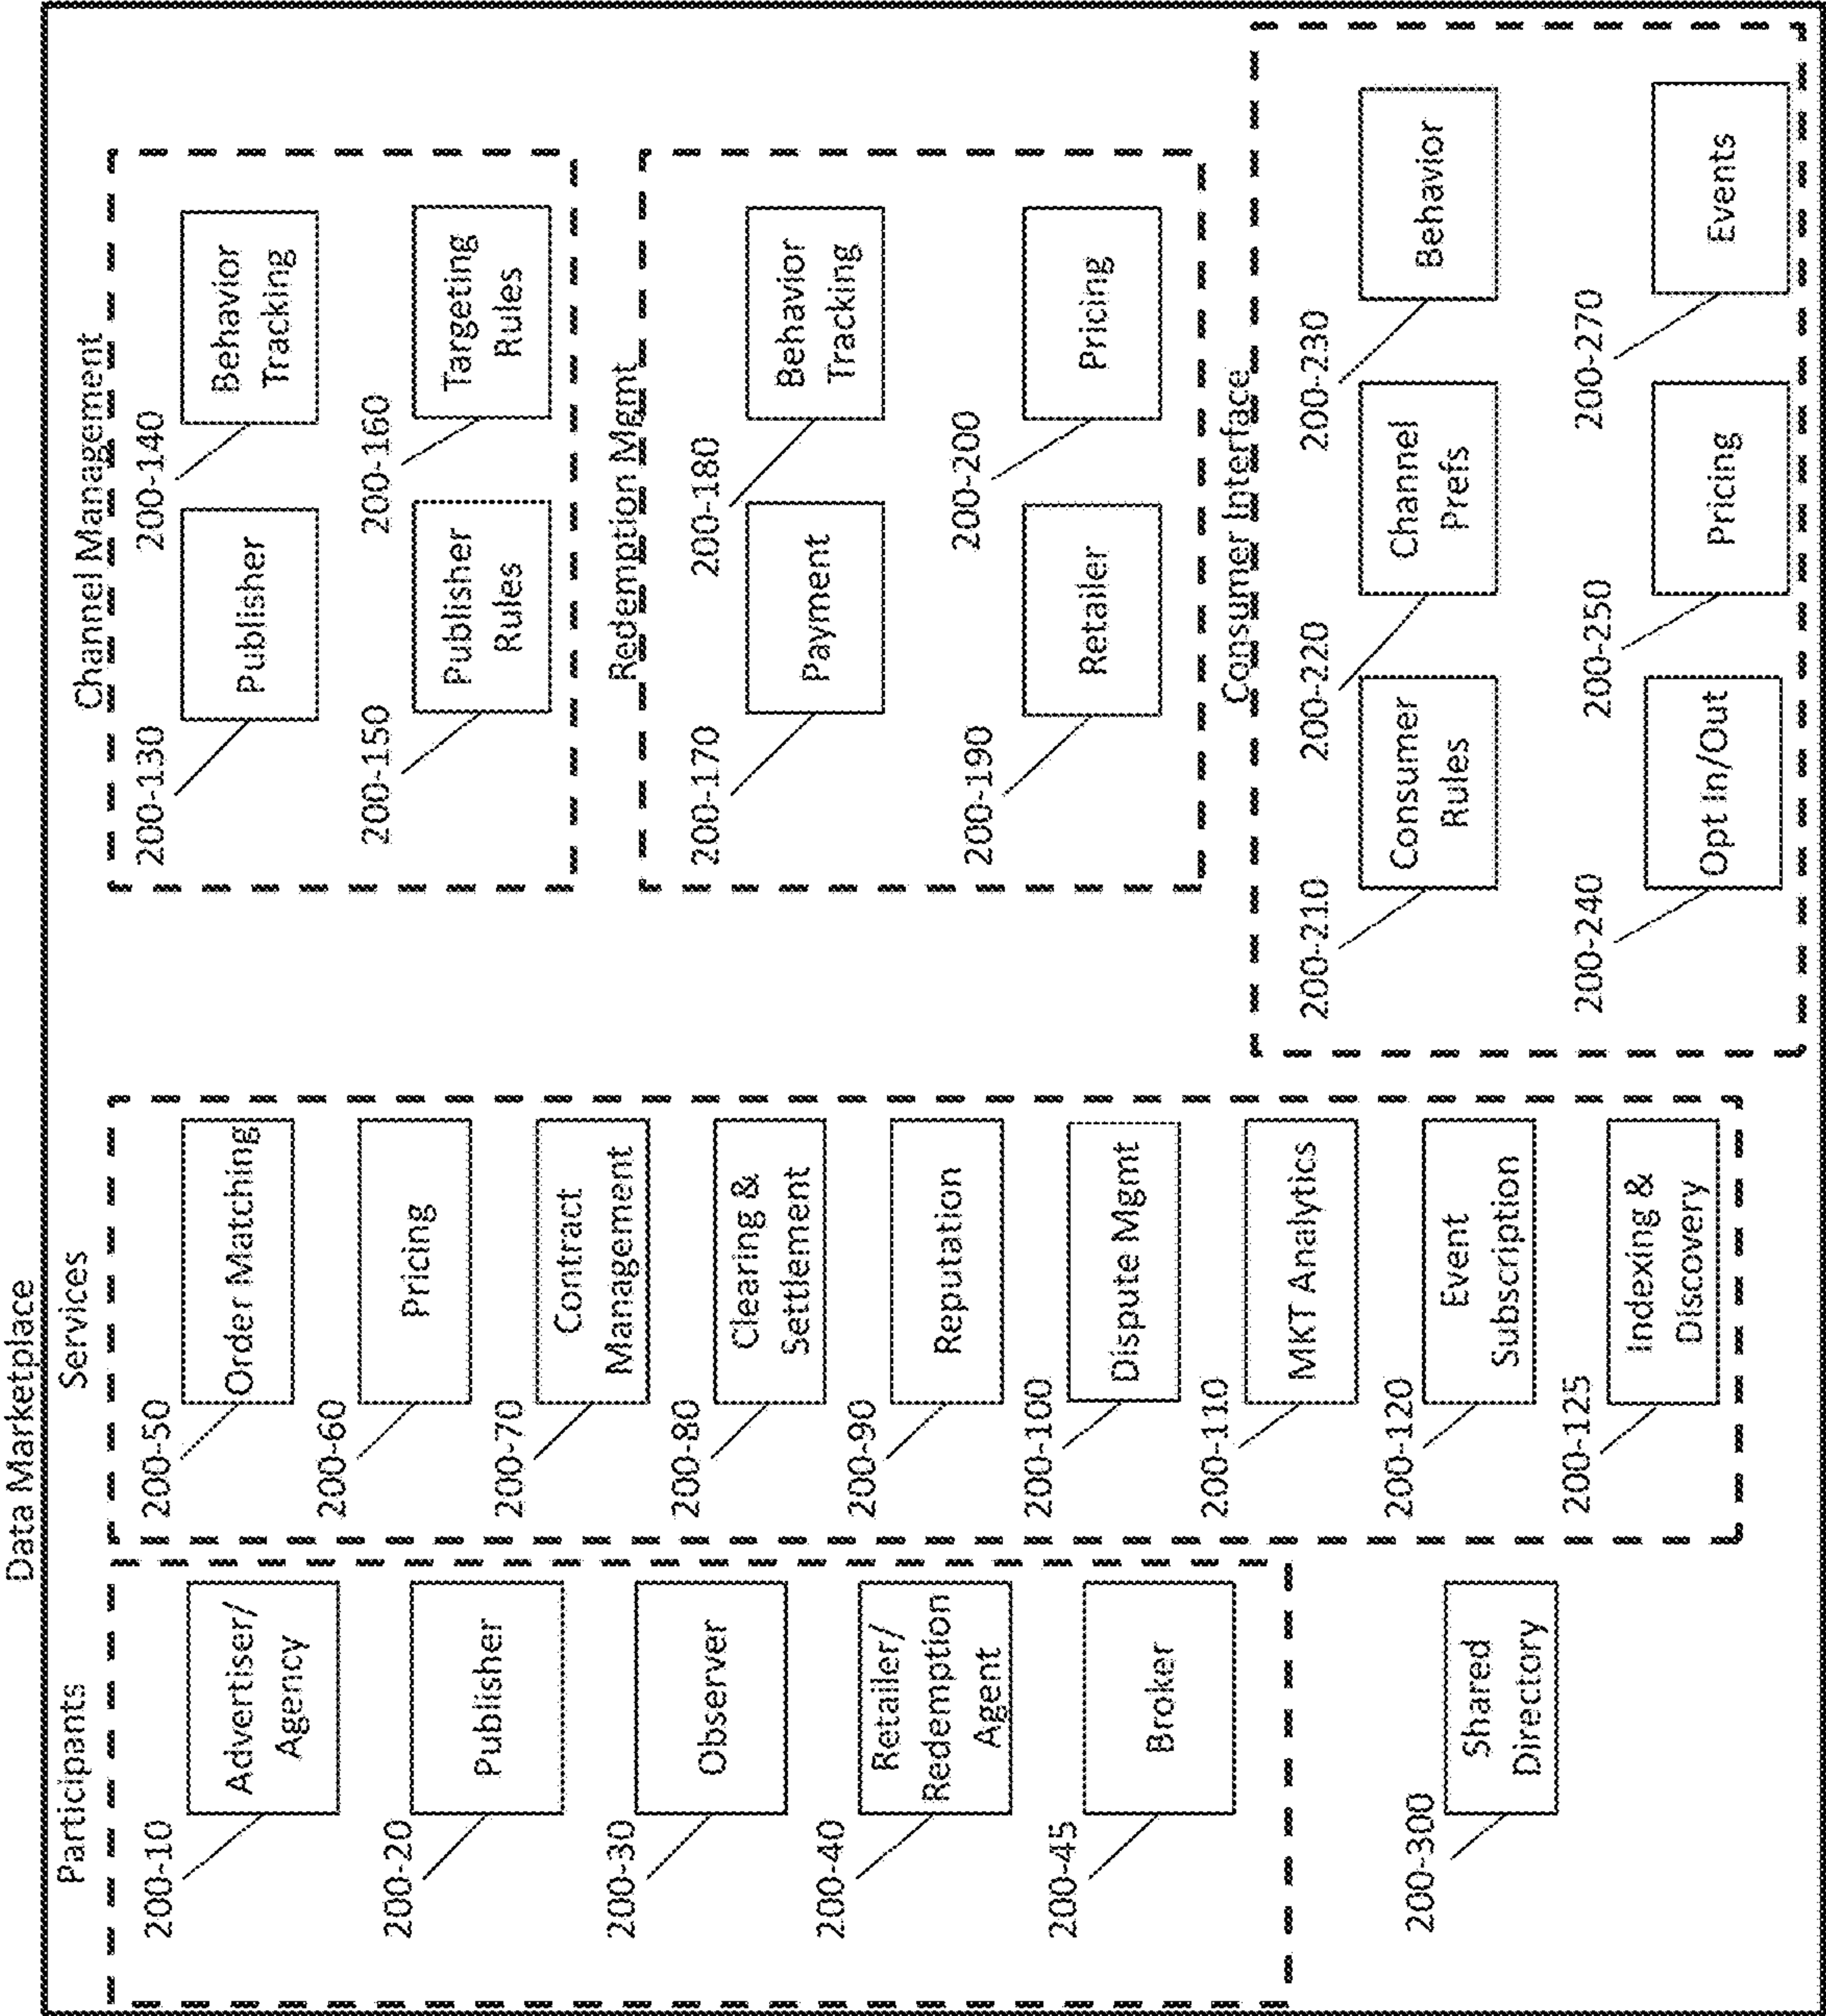 Data Marketplace
Participants
200-10
Advertiser/
Agency
200-20
Publisher
200-30
Observer
200-40
Retailer/
Redemption
Agent
200-45
Broker
200-300
Shared
Directory
Services
200-50
Order Matching
200-60
Pricing
200-70
Contract
Management
200-80
Clearing &
Settlement
200-90
Reputation
200-100
Dispute Mgmt
200-110
MKT Analytics
200-120
Event
Subscription
200-125
Indexing &
Discovery
Channel Management
200-130
Publisher
200-140
Behavior
Tracking
200-150
Publisher
Rules
200-160
Targeting
Rules
Redemption Mgmt
200-170
Payment
200-180
Behavior
Tracking
200-190
Retailer
200-200
Pricing
Consumer Interface
200-210
Consumer
Rules
200-220
Channel
Prefs
200-230
Behavior
200-240
Opt In/Out
200-250
Pricing
200-270
Events